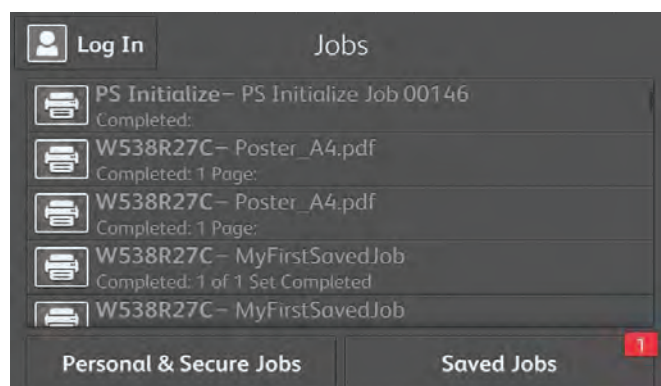 Log In
Jobs
PS Initialize– PS Initialize Job 00146
Completed:
W538R27C– Poster_A4.pdf
Completed: 1 Page:
W538R27C– Poster_A4.pdf
Completed: 1 Page:
W538R27C– MyFirstSavedJob
Completed: 1 of 1 Set Completed
W538R27C– MyFirstSavedJob
Personal & Secure Jobs
Saved Jobs
1